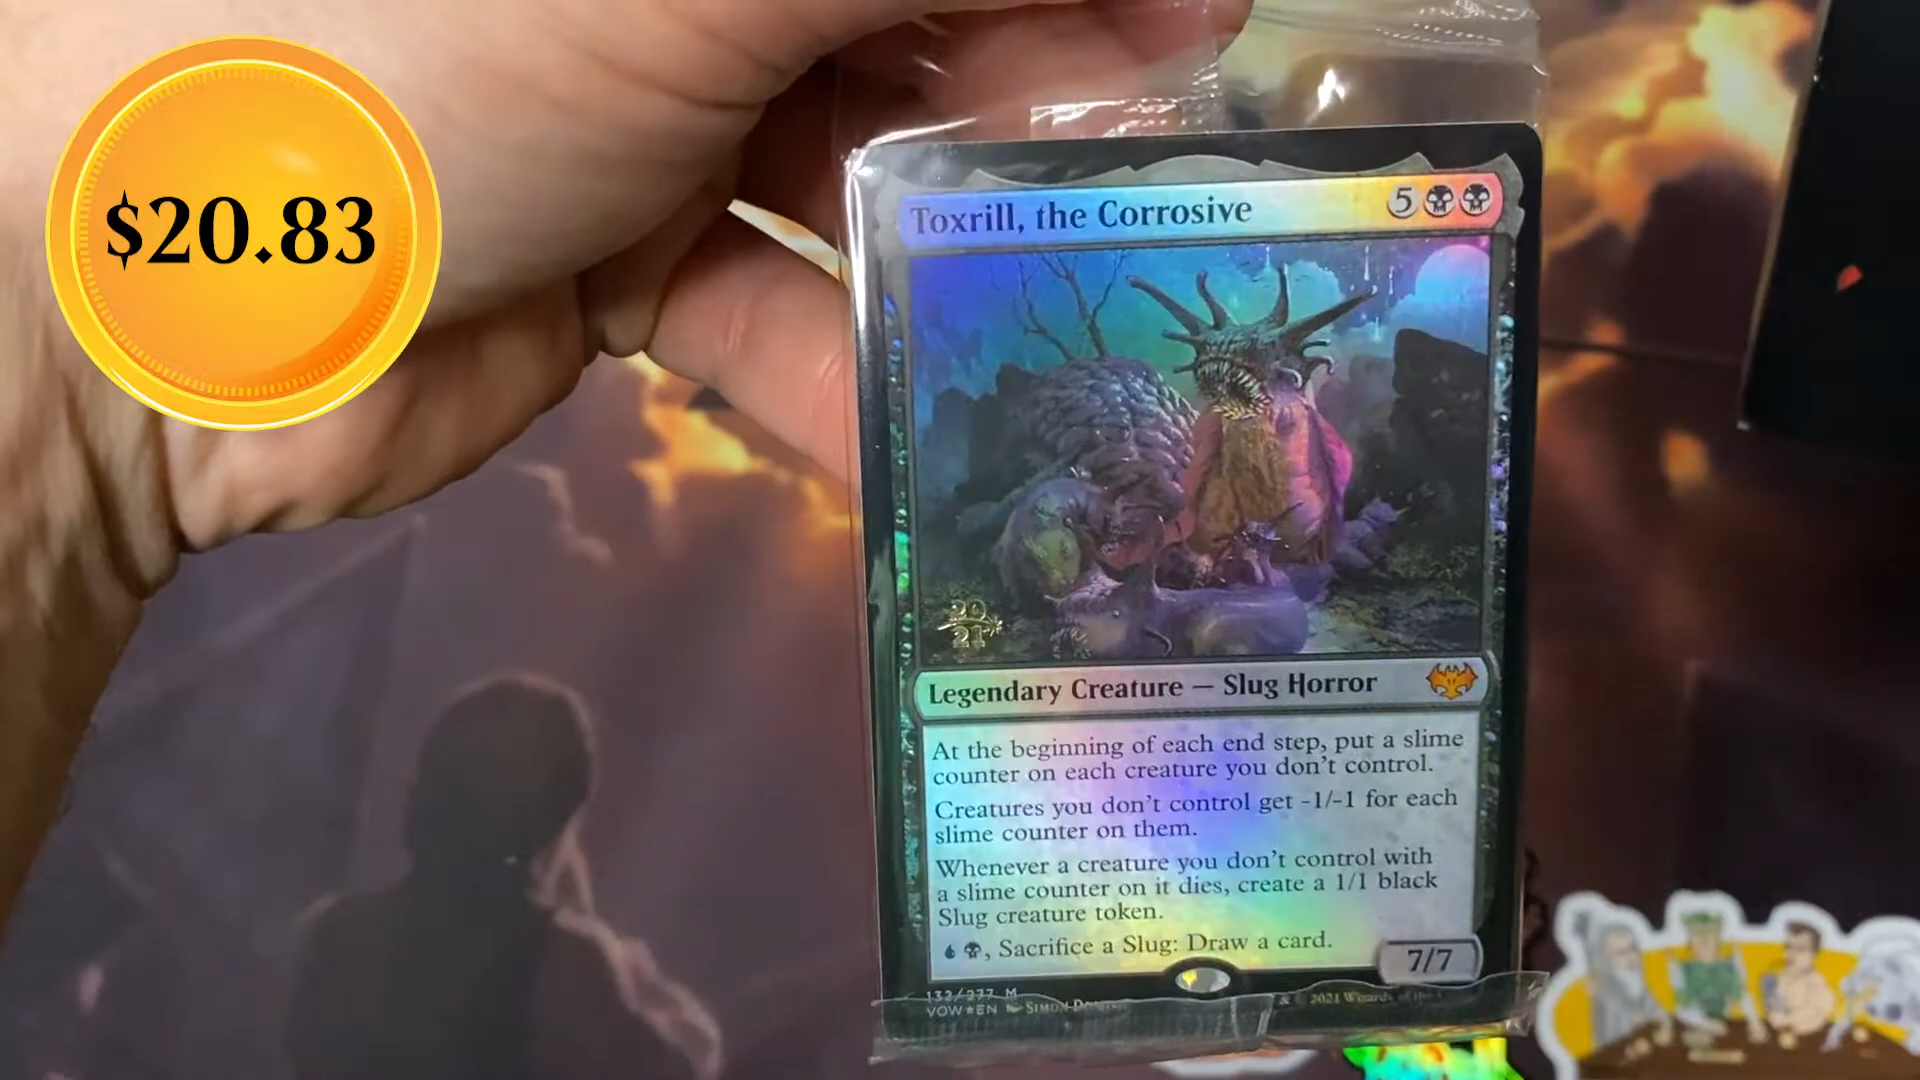 $20.83
Toxrill, the Corrosive
5
20
21
Legendary Creature — Slug Horror
At the beginning of each end step, put a slime
counter on each creature you don't control.
Creatures you don't control get -1/-1 for each
slime counter on them.
Whenever a creature you don't control with
a slime counter on it dies, create a 1/1 black
Slug creature token.
, Sacrifice a Slug: Draw a card.
7/7
132/277 M
VOW★EN
SIMON
& © 2021 Wizards of the